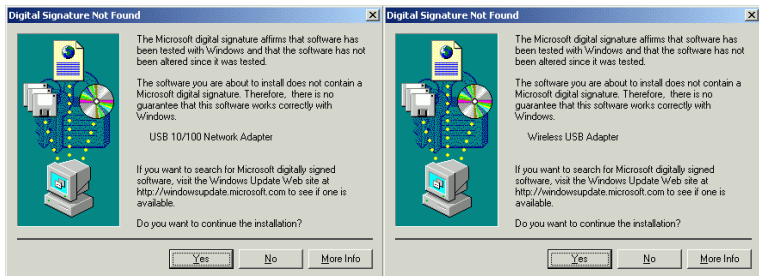 Digital Signature Not Found
The Microsoft digital signature affirms that software has
been tested with Windows and that the software has not
been altered since it was tested.
The software you are about to install does not contain a
Microsoft digital signature. Therefore, there is no
guarantee that this software works correctly with
Windows.
USB 10/100 Network Adapter
If you want to search for Microsoft digitally signed
software, visit the Windows Update Web site at
http://windowsupdate.microsoft.com to see if one is
available.
Do you want to continue the installation?
Yes No More Info
Digital Signature Not Found
The Microsoft digital signature affirms that software has
been tested with Windows and that the software has not
been altered since it was tested.
The software you are about to install does not contain a
Microsoft digital signature. Therefore, there is no
guarantee that this software works correctly with
Windows.
Wireless USB Adapter
If you want to search for Microsoft digitally signed
software, visit the Windows Update Web site at
http://windowsupdate.microsoft.com to see if one is
available.
Do you want to continue the installation?
Yes No More Info